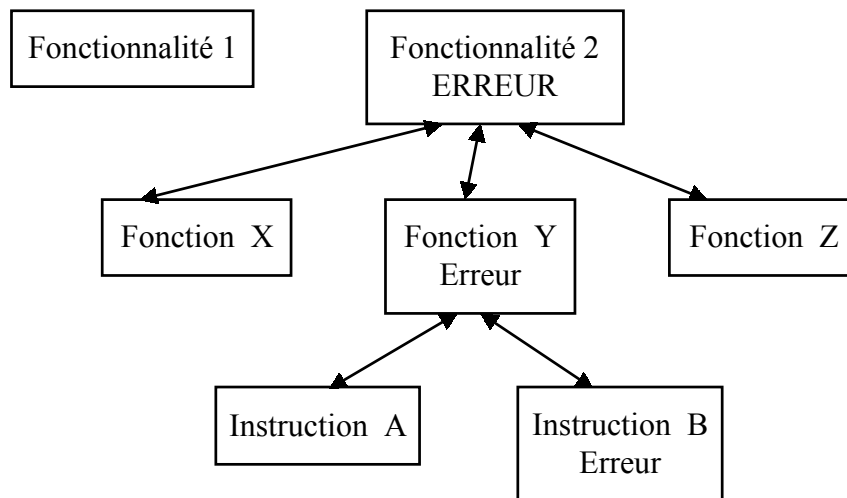 Fonctionnalité 1
Fonctionnalité 2
ERREUR
Fonction X
Fonction Y
Erreur
Fonction Z
Instruction A
Instruction B
Erreur